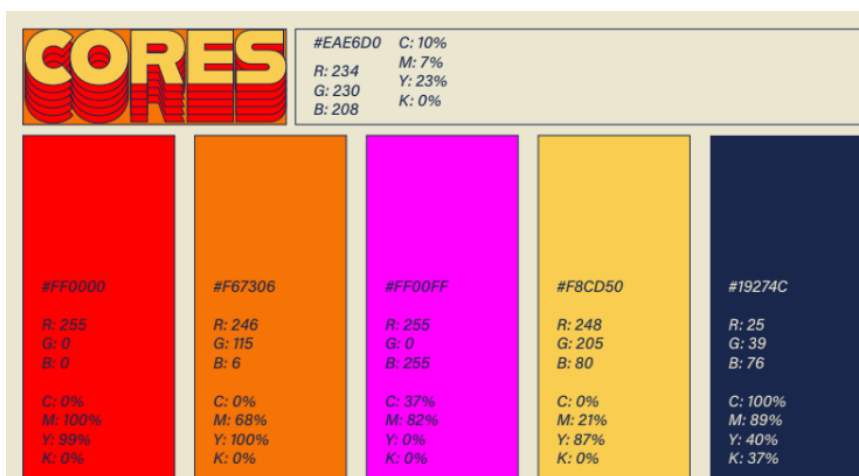 CORES
#EAE6D0
R: 234
G: 230
B: 208
C: 10%
M: 7%
Y: 23%
K: 0%
#FF0000
R: 255
G: 0
B: 0
C: 0%
M: 100%
Y: 99%
K: 0%
#F67306
R: 246
G: 115
B: 6
C: 0%
M: 68%
Y: 100%
K: 0%
#FF00FF
R: 255
G: 0
B: 255
C: 37%
M: 82%
Y: 0%
K: 0%
#F8CD50
R: 248
G: 205
B: 80
C: 0%
M: 21%
Y: 87%
K: 0%
#19274C
R: 25
G: 39
B: 76
C: 100%
M: 89%
Y: 40%
K: 37%